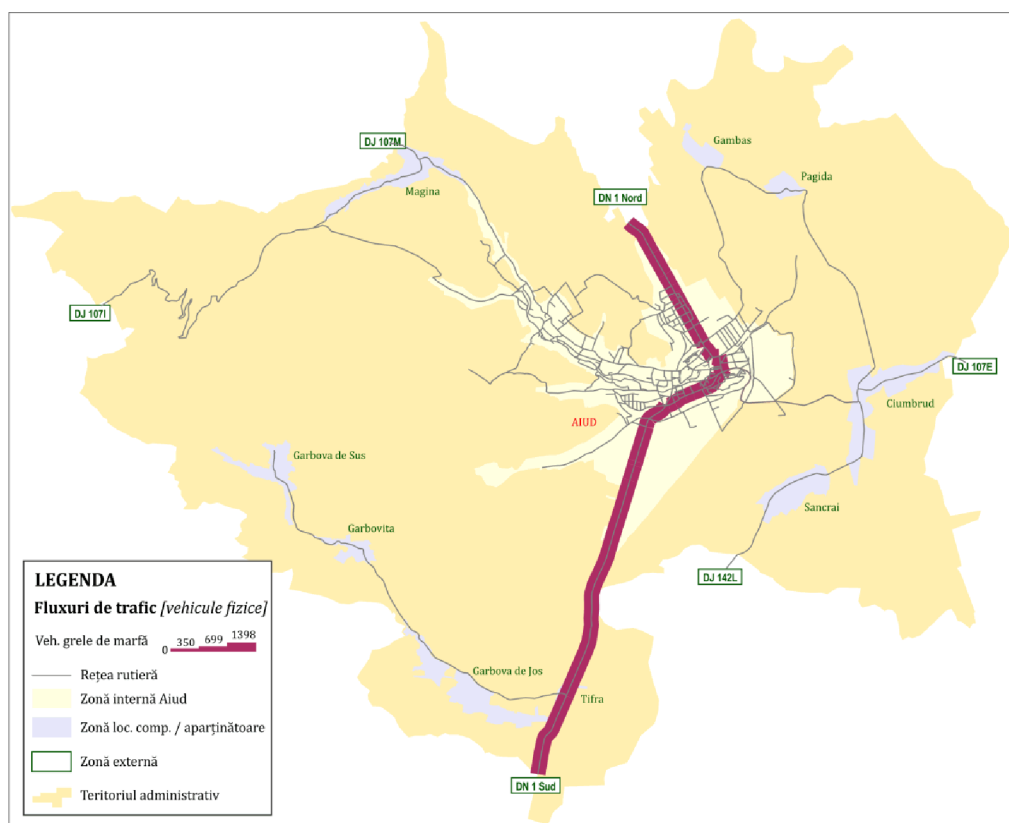 DJ 107M
Magina
Gambas
Pagida
DN 1 Nord
DJ 107I
DJ 107E
Ciumbrud
AIUD
Garbova de Sus
Sancrai
Garbovita
DJ 142L
Garbova de Jos
Tifra
DN 1 Sud
LEGENDA
Fluxuri de trafic [vehicule fizice]
Veh. grele de marfă 0 350 699 1398
Rețea rutieră
Zonă internă Aiud
Zonă loc. comp. / aparținătoare
Zonă externă
Teritoriul administrativ